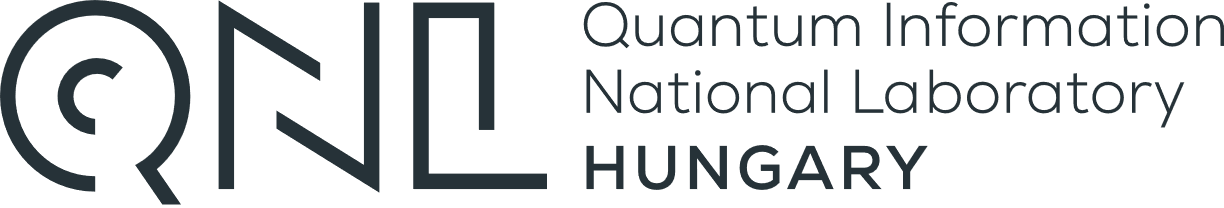 QNL
Quantum Information
National Laboratory
HUNGARY